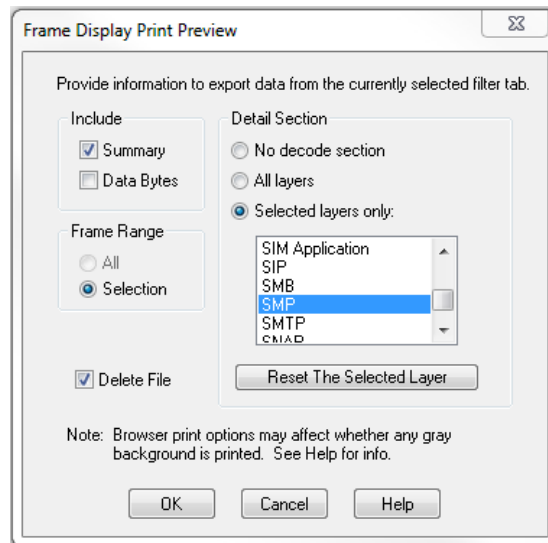 Frame Display Print Preview
Provide information to export data from the currently selected filter tab.
Include
Summary
Data Bytes
Frame Range
All
Selection
Delete File
Detail Section
No decode section
All layers
Selected layers only:
SIM Application
SIP
SMB
SMP
SMTP
SNAP
Reset The Selected Layer
Note: Browser print options may affect whether any gray
background is printed. See Help for info.
OK
Cancel
Help